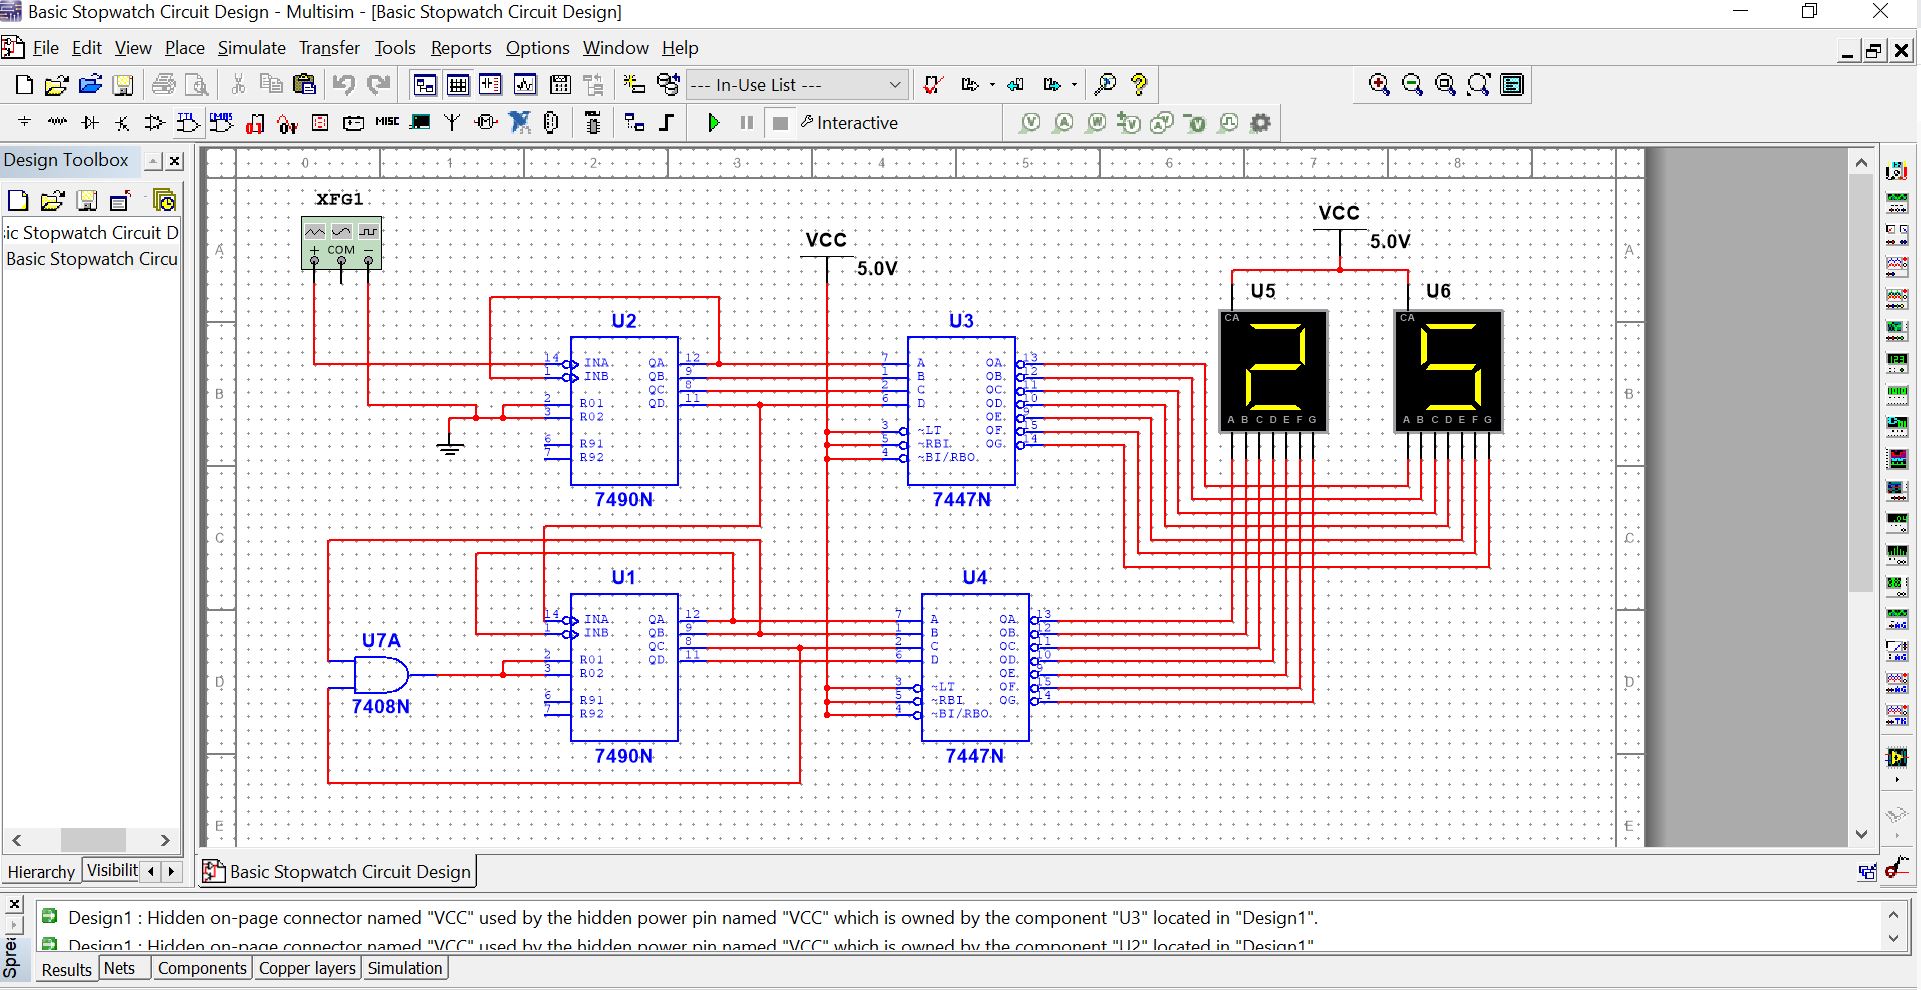 Basic Stopwatch Circuit Design - Multisim - [Basic Stopwatch Circuit Design]
File Edit View Place Simulate Transfer Tools Reports Options Window Help
--- In-Use List ---
MISC Interactive
Design Toolbox
sic Stopwatch Circuit D
Basic Stopwatch Circu
0 1 2 3 4 5 6 7 8
A B C D E
XFG1
+ COM −
VCC
5.0V
VCC
5.0V
U2
14 INA QA 12
1 INB QB 9
QC 8
2 R01 QD 11
3 R02
6 R91
7 R92
7490N
U3
7 A OA 13
1 B OB 12
2 C OC 11
6 D OD 10
OE 9
3 ~LT OF 15
5 ~RBI OG 14
4 ~BI/RBO
7447N
U5
CA
2
A B C D E F G
U6
CA
5
A B C D E F G
U7A
7408N
U1
14 INA QA 12
1 INB QB 9
QC 8
2 R01 QD 11
3 R02
6 R91
7 R92
7490N
U4
7 A OA 13
1 B OB 12
2 C OC 11
6 D OD 10
OE 9
3 ~LT OF 15
5 ~RBI OG 14
4 ~BI/RBO
7447N
A B C D E
Hierarchy Visibilit
Basic Stopwatch Circuit Design
Design1 : Hidden on-page connector named "VCC" used by the hidden power pin named "VCC" which is owned by the component "U3" located in "Design1".
Design1 : Hidden on-page connector named "VCC" used by the hidden power pin named "VCC" which is owned by the component "U2" located in "Design1"
Spre
Results Nets Components Copper layers Simulation